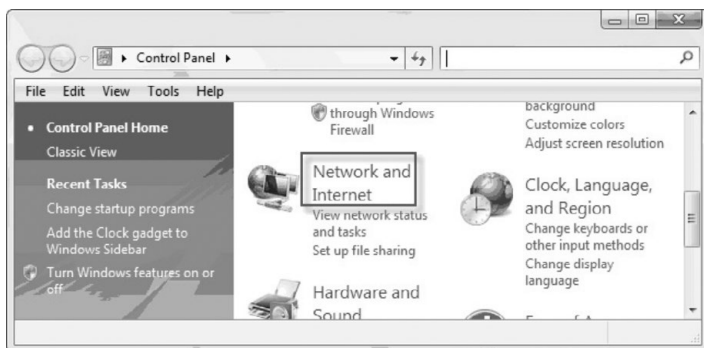 Control Panel
File Edit View Tools Help
Control Panel Home
Classic View
Recent Tasks
Change startup programs
Add the Clock gadget to
Windows Sidebar
Turn Windows features on or
off
through Windows
Firewall
Network and
Internet
View network status
and tasks
Set up file sharing
Hardware and
Sound
background
Customize colors
Adjust screen resolution
Clock, Language,
and Region
Change keyboards or
other input methods
Change display
language